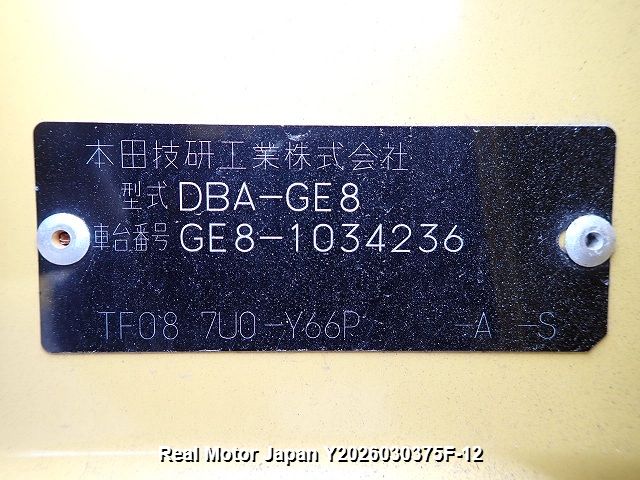 本田技研工業株式会社
型式 DBA-GE8
車台番号 GE8-1034236
TF08 7U0-Y66P -A -S
Real Motor Japan Y2026030375F-12